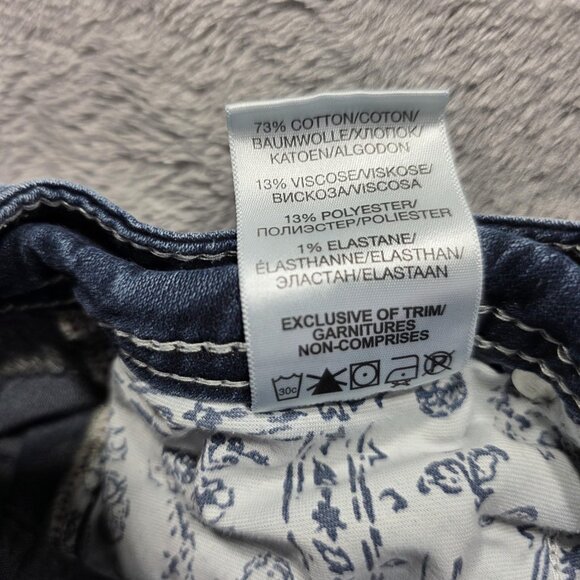 73% COTTON/COTON/
BAUMWOLLE/ХЛОПОК/
KATOEN/ALGODON
13% VISCOSE/VISKOSE/
ВИСКОЗА/VISCOSA
13% POLYESTER/
ПОЛИЭСТЕР/POLIESTER
1% ELASTANE/
ÉLASTHANNE/ELASTHAN/
ЭЛАСТАН/ELASTAAN
EXCLUSIVE OF TRIM/
GARNITURES
NON-COMPRISES
30c